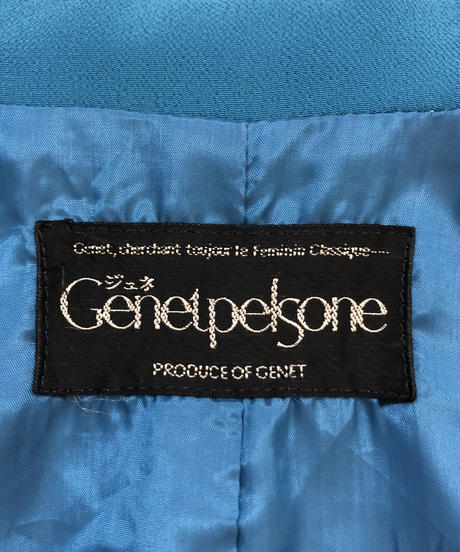 Genet, cherchant toujour le Feminin Classique-----
ジュネ
Genetpelsone
PRODUCE OF GENET